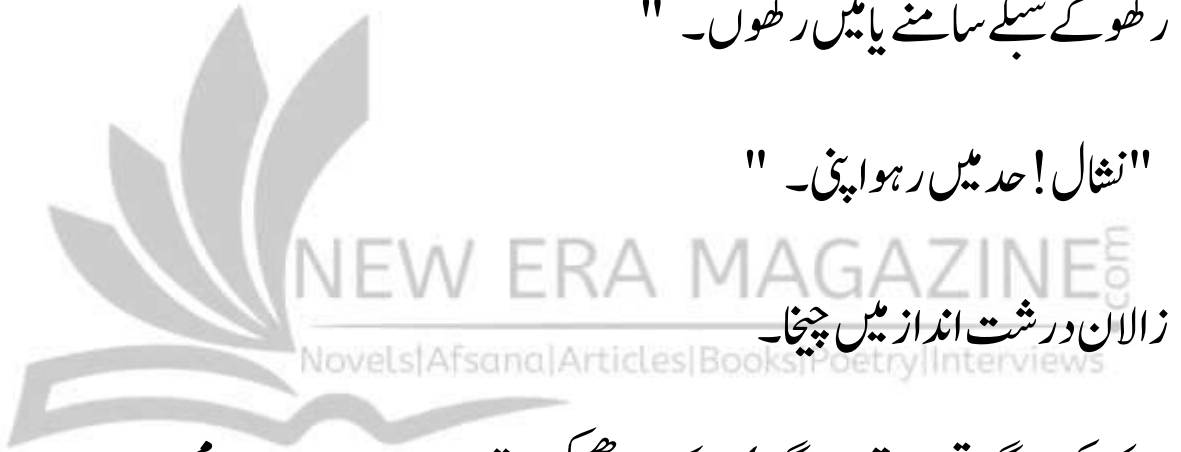 رکھو گے سبکے سامنے یا میں رکھوں۔ "
"نشال! حد میں رہو اپنی۔ "
NEW ERA MAGAZINE.com
زالان درشت انداز میں چیخا۔
Novels|Afsana|Articles|Books|Poetry|Interviews